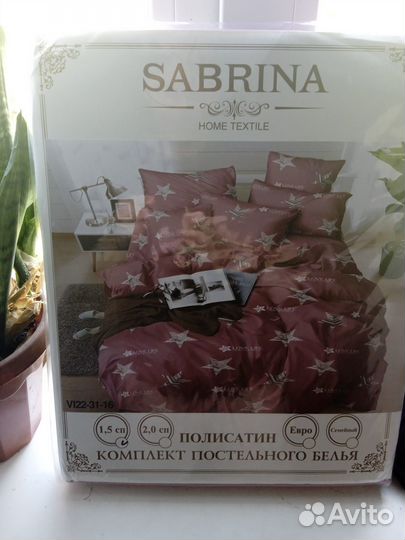 SABRINA
HOME TEXTILE
VI22-31-16
1,5 сп 2,0 сп ПОЛИСАТИН Евро Семейный
КОМПЛЕКТ ПОСТЕЛЬНОГО БЕЛЬЯ
Avito